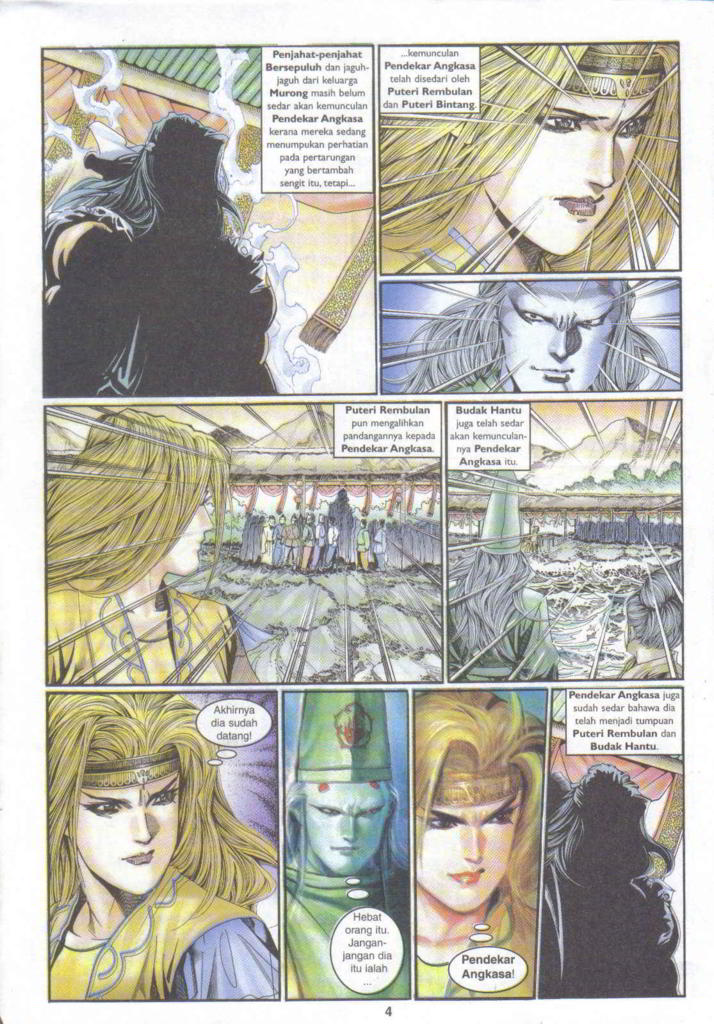 Penjahat-penjahat
Bersepuluh dan jaguh-
jaguh dari keluarga
Murong masih belum
sedar akan kemunculan
Pendekar Angkasa
kerana mereka sedang
menumpukan perhatian
pada pertarungan
yang bertambah
sengit itu, tetapi...
...kemunculan
Pendekar Angkasa
telah disedari oleh
Puteri Rembulan
dan Puteri Bintang.
Puteri Rembulan
pun mengalihkan
pandangannya kepada
Pendekar Angkasa.
Budak Hantu
juga telah sedar
akan kemunculan-
nya Pendekar
Angkasa itu.
Akhirnya
dia sudah
datang!
Hebat
orang itu.
Jangan-
jangan dia
itu ialah
...
Pendekar
Angkasa!
Pendekar Angkasa juga
sudah sedar bahawa dia
telah menjadi tumpuan
Puteri Rembulan dan
Budak Hantu.
4